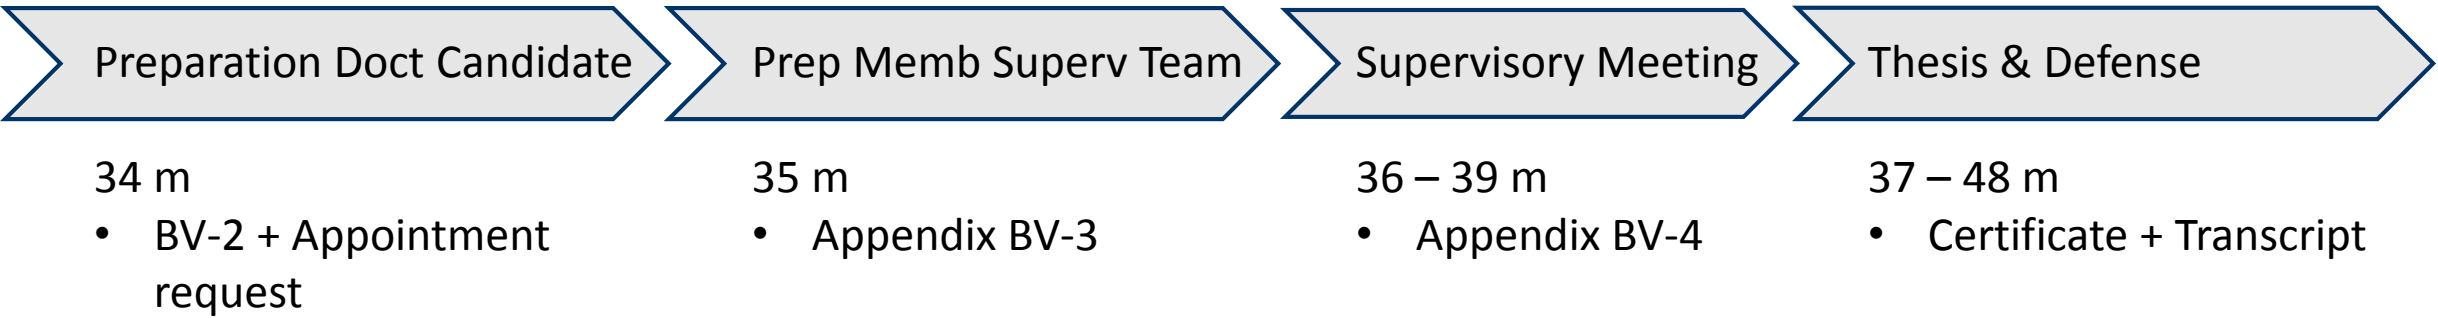 Preparation Doct Candidate
Prep Memb Superv Team
Supervisory Meeting
Thesis & Defense
34 m
• BV-2 + Appointment
request
35 m
• Appendix BV-3
36 – 39 m
• Appendix BV-4
37 – 48 m
• Certificate + Transcript